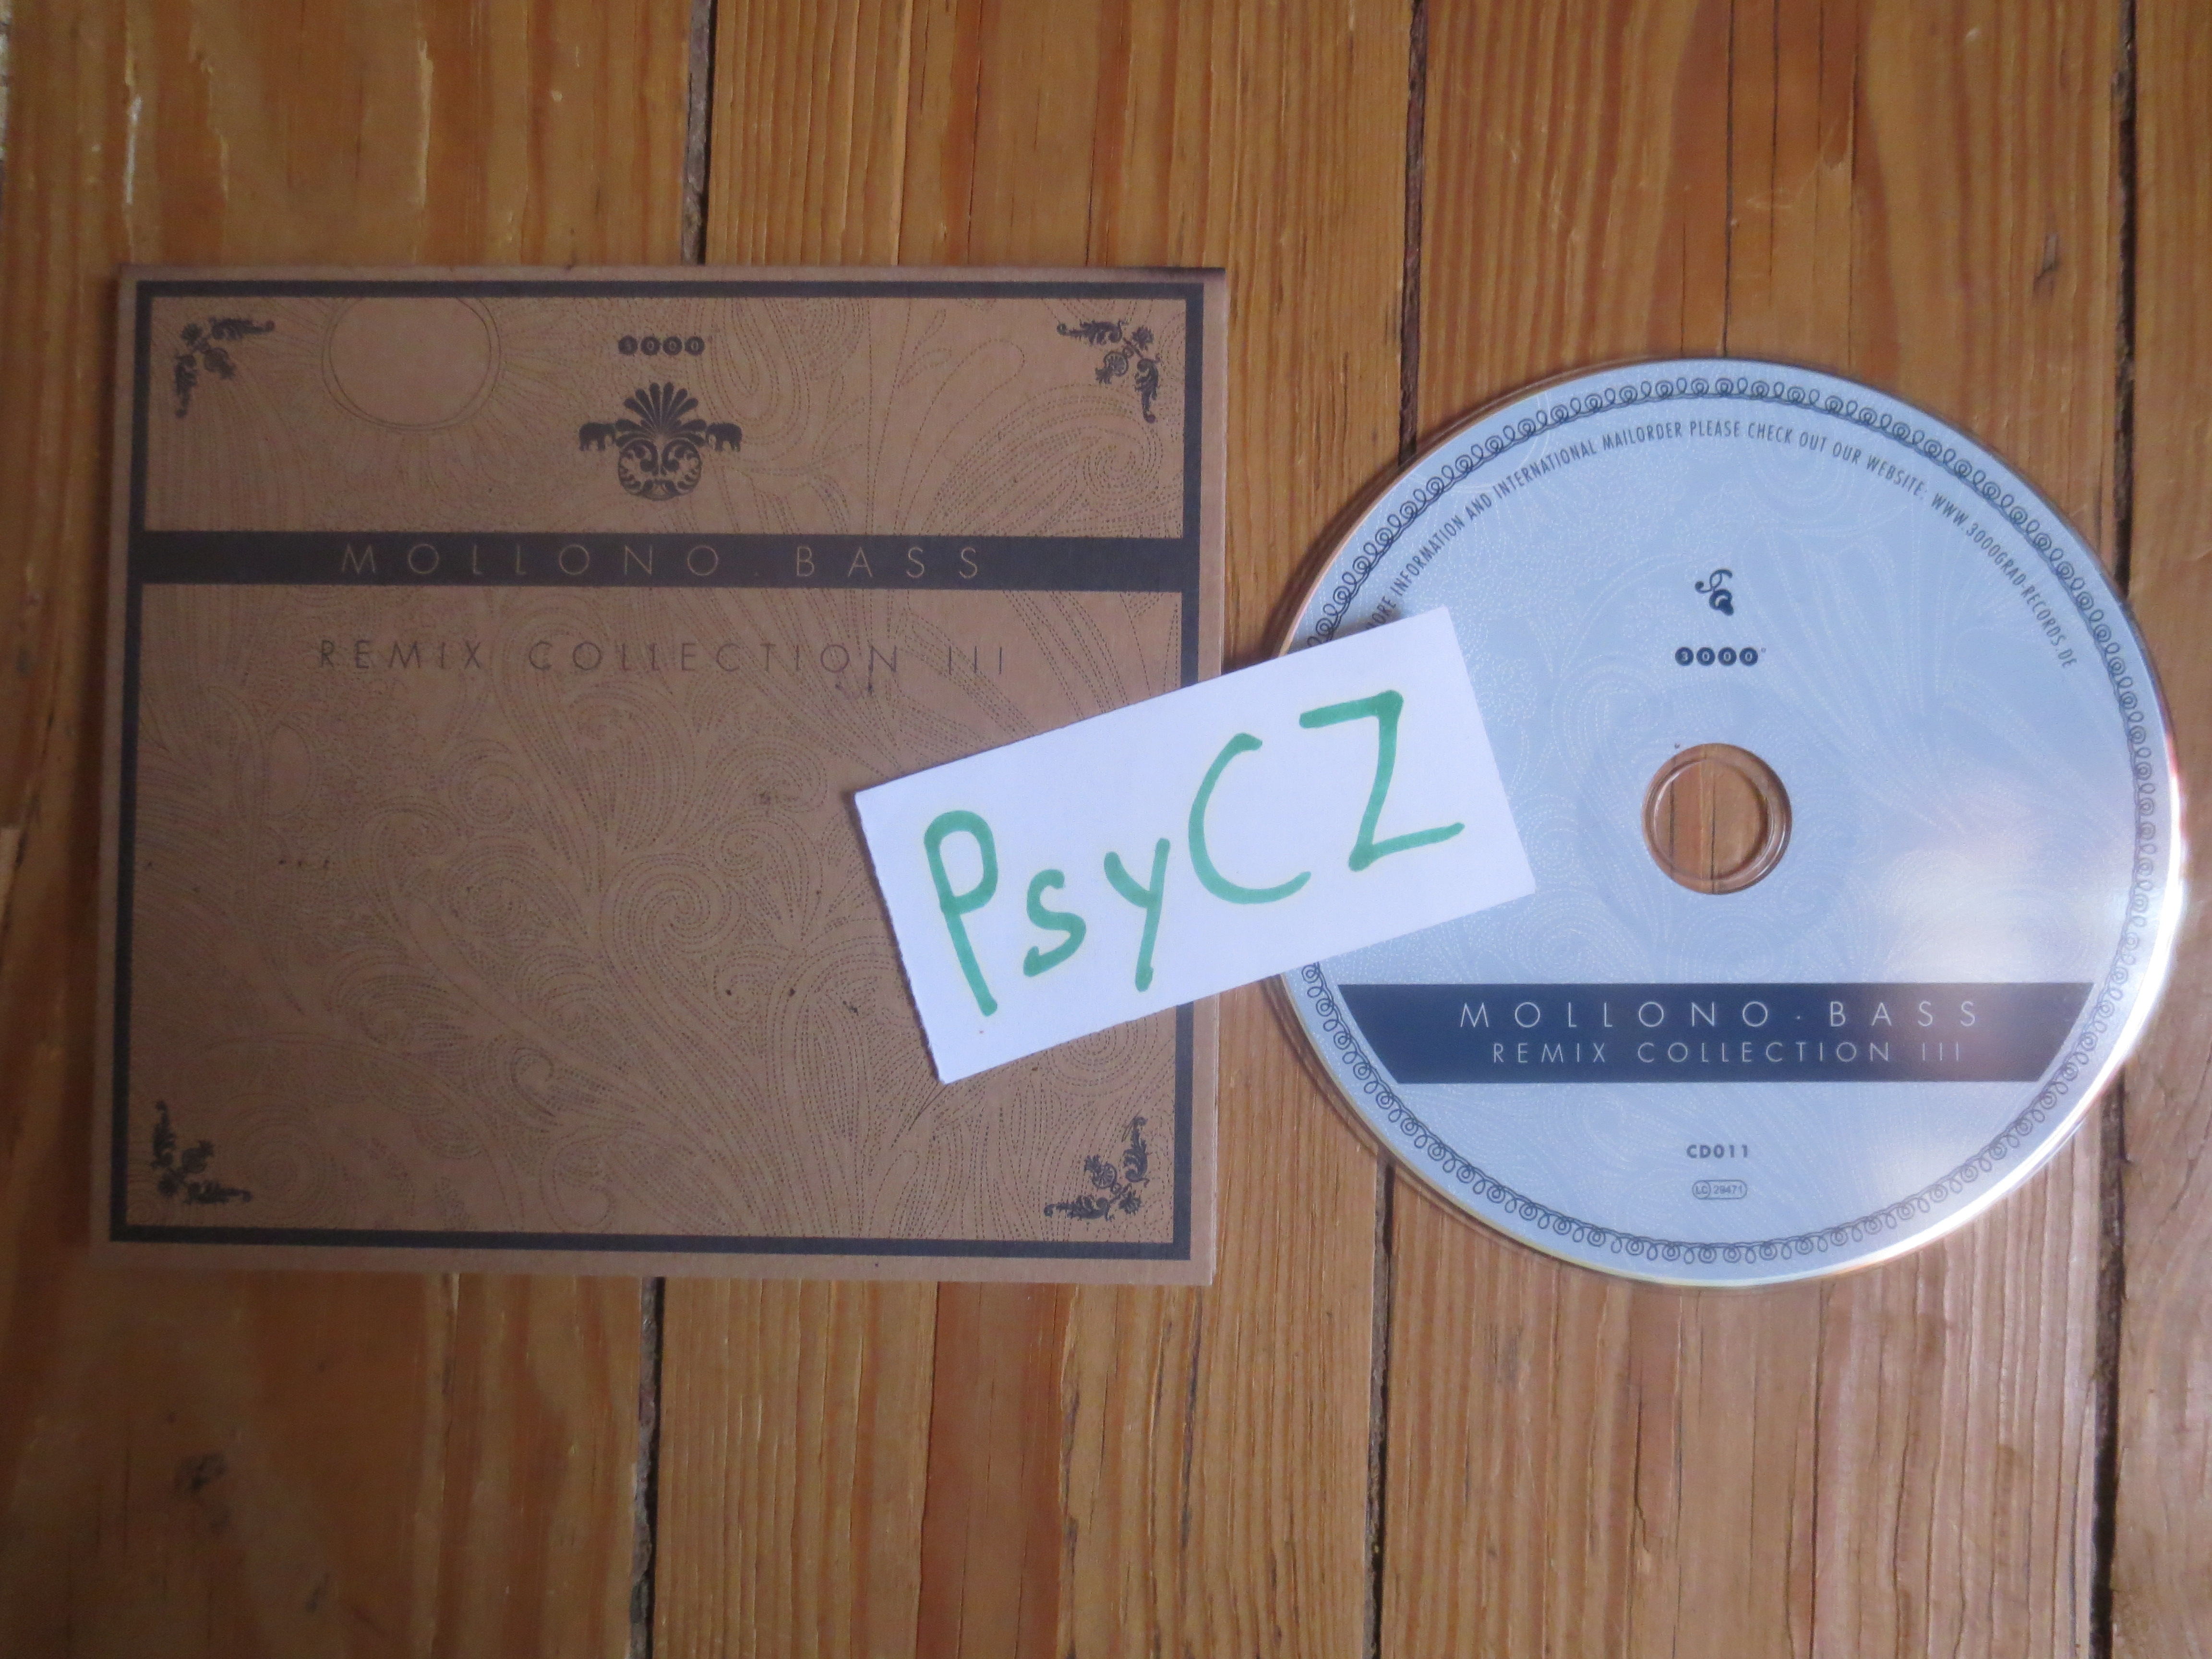 3000°
MOLLONO.BASS
REMIX COLLECTION III
PsyCZ
ORE INFORMATION AND INTERNATIONAL MAILORDER PLEASE CHECK OUT OUR WEBSITE: WWW.3000GRAD-RECORDS.DE
3000°
MOLLONO.BASS
REMIX COLLECTION III
CD011
LC 29471